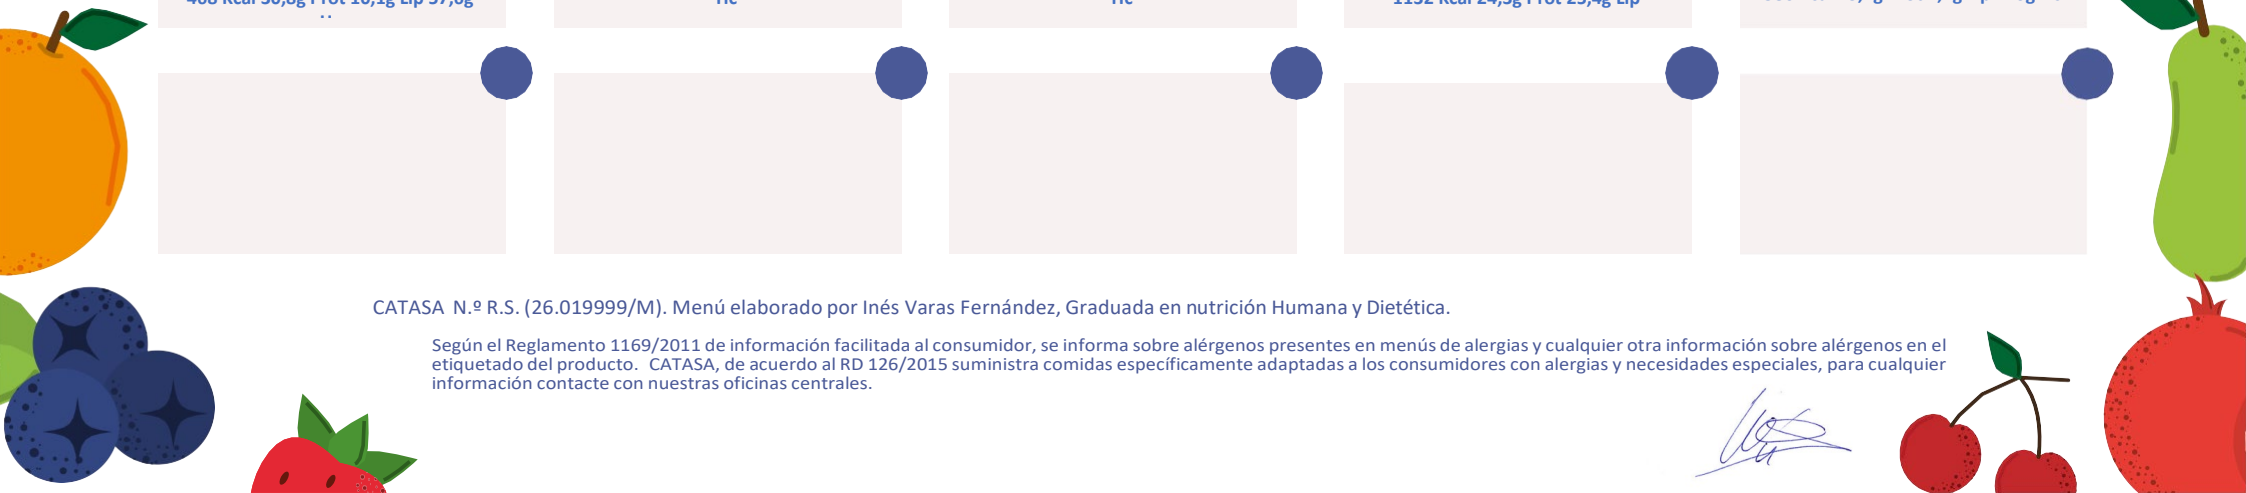 CATASA N.º R.S. (26.019999/M). Menú elaborado por Inés Varas Fernández, Graduada en nutrición Humana y Dietética.
Según el Reglamento 1169/2011 de información facilitada al consumidor, se informa sobre alérgenos presentes en menús de alergias y cualquier otra información sobre alérgenos en el
etiquetado del producto. CATASA, de acuerdo al RD 126/2015 suministra comidas específicamente adaptadas a los consumidores con alergias y necesidades especiales, para cualquier
información contacte con nuestras oficinas centrales.